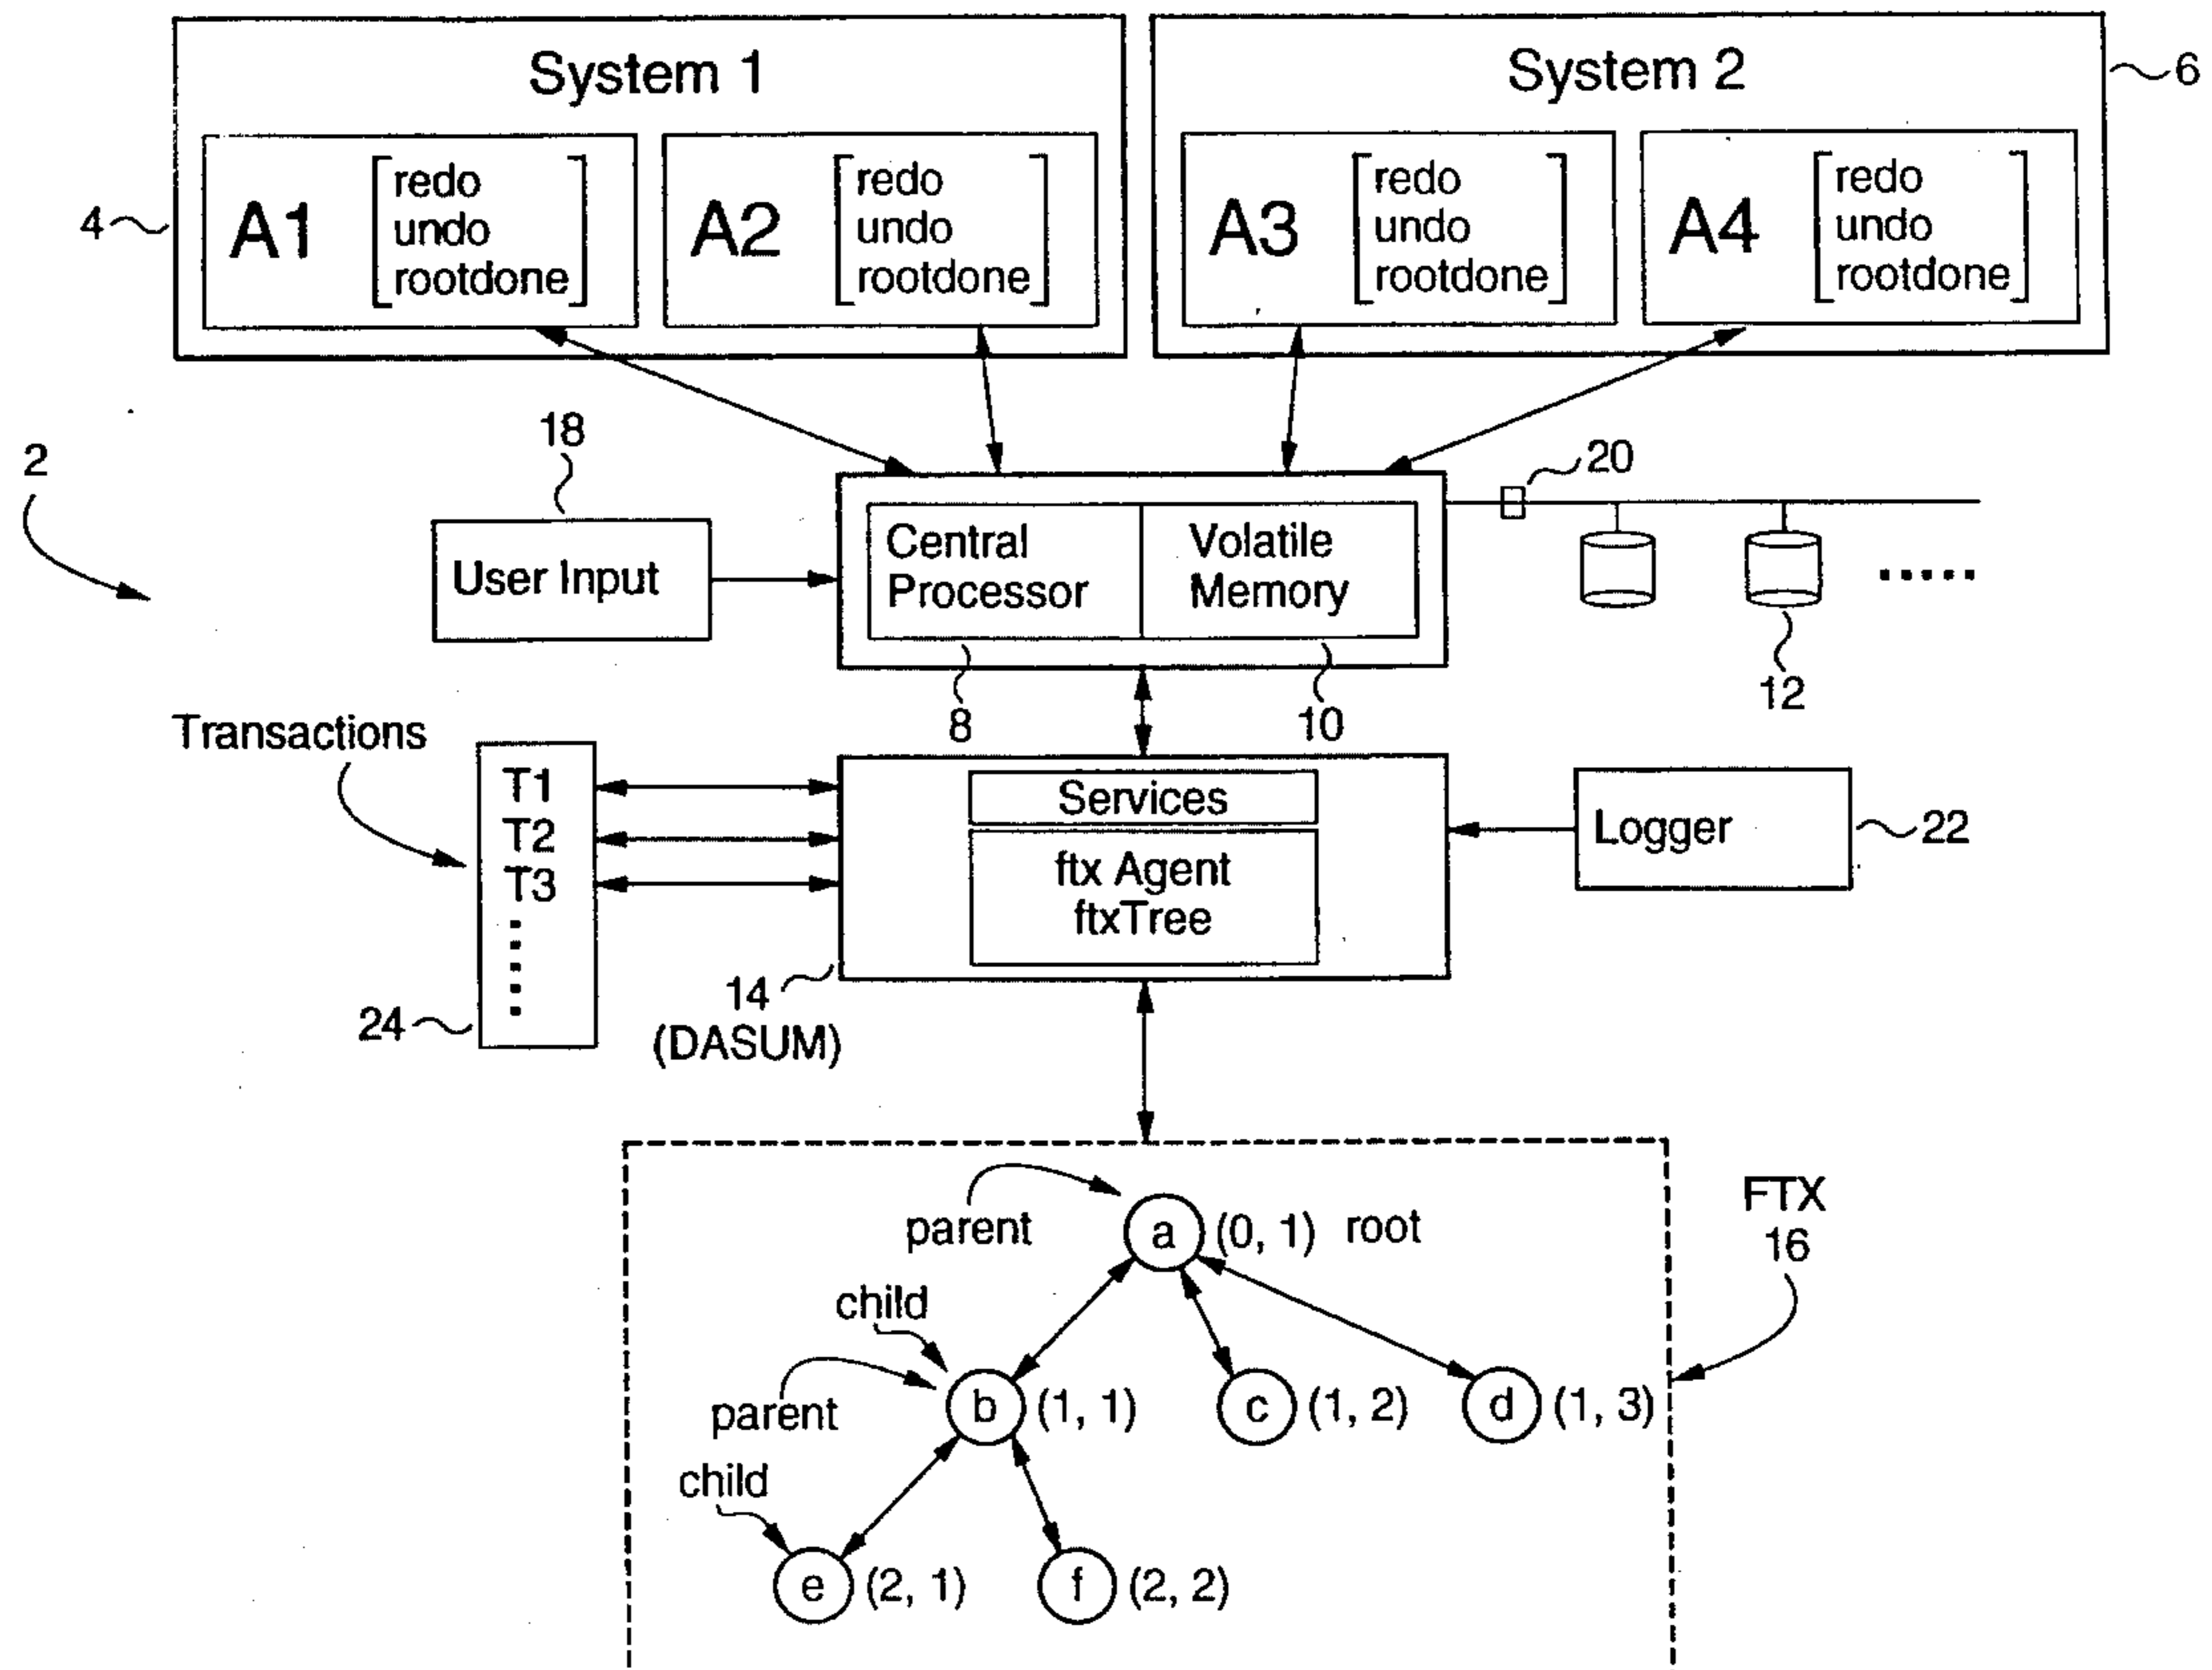 System 1
System 2
6
4
A1
redo
undo
rootdone
A2
redo
undo
rootdone
A3
redo
undo
rootdone
A4
redo
undo
rootdone
2
18
20
User Input
Central
Processor
Volatile
Memory
8
10
12
Transactions
T1
T2
T3
24
Services
ftx Agent
ftxTree
14
(DASUM)
Logger
22
FTX
16
parent
a (0, 1) root
child
parent
b (1, 1)
c (1, 2)
d (1, 3)
child
e (2, 1)
f (2, 2)